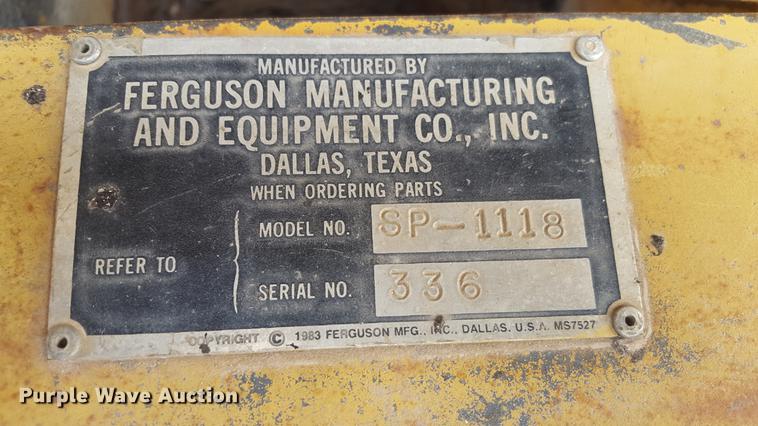 MANUFACTURED BY
FERGUSON MANUFACTURING
AND EQUIPMENT CO., INC.
DALLAS, TEXAS
WHEN ORDERING PARTS
REFER TO
MODEL NO. SP-1118
SERIAL NO. 336
COPYRIGHT © 1983 FERGUSON MFG., INC., DALLAS, U.S.A. MS7527
Purple Wave Auction